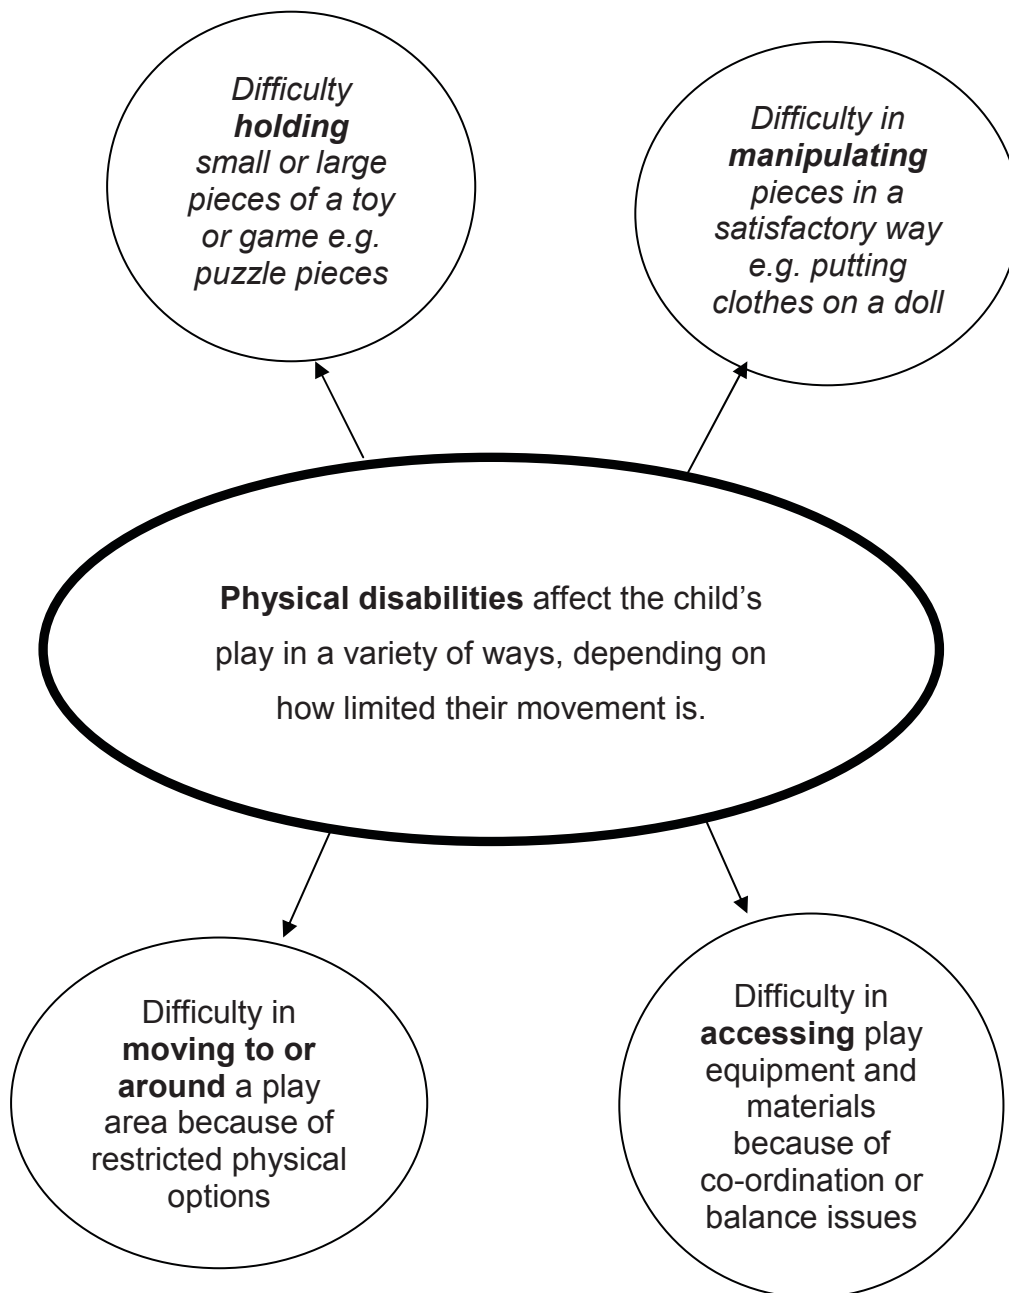 Difficulty
holding
small or large
pieces of a toy
or game e.g.
puzzle pieces
Difficulty in
manipulating
pieces in a
satisfactory way
e.g. putting
clothes on a doll
Physical disabilities affect the child’s
play in a variety of ways, depending on
how limited their movement is.
Difficulty in
moving to or
around a play
area because of
restricted physical
options
Difficulty in
accessing play
equipment and
materials
because of
co-ordination or
balance issues